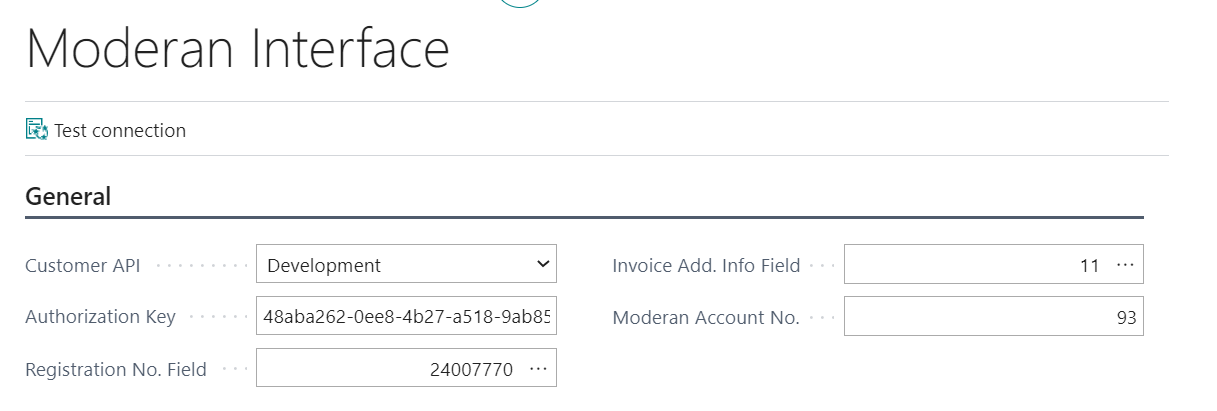 Moderan Interface
Test connection
General
Customer API Development
Authorization Key 48aba262-0ee8-4b27-a518-9ab85
Registration No. Field 24007770 ...
Invoice Add. Info Field 11 ...
Moderan Account No. 93